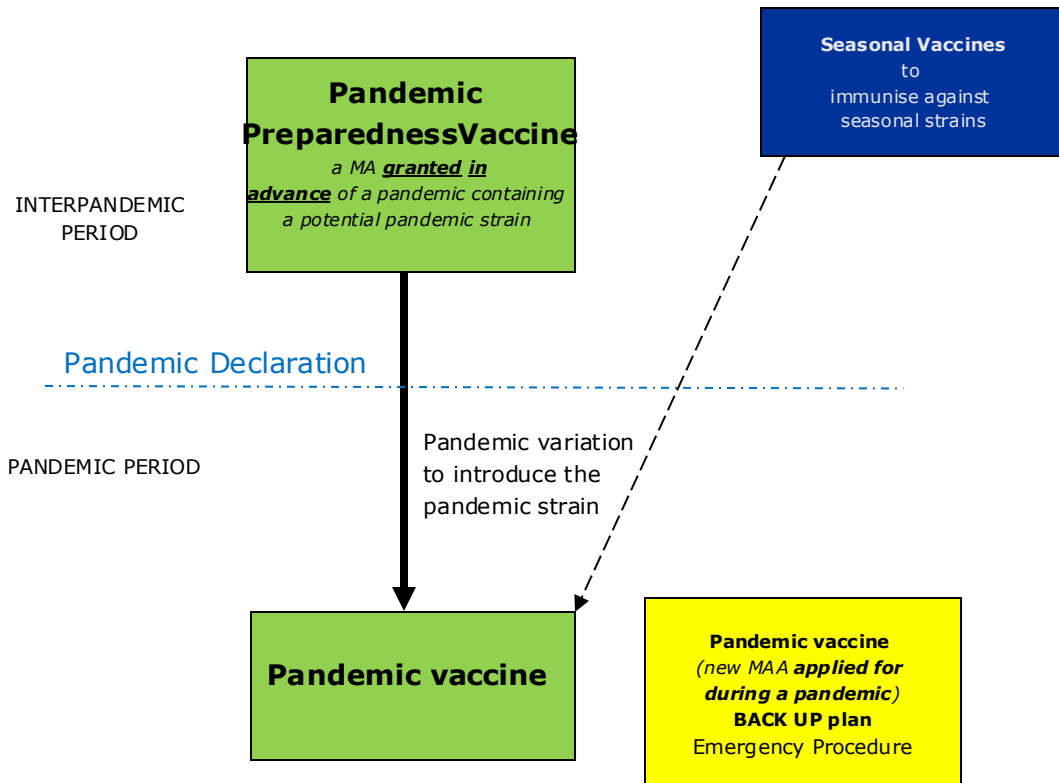 Seasonal Vaccines
to
immunise against
seasonal strains
Pandemic
PreparednessVaccine
a MA granted in
advance of a pandemic containing
a potential pandemic strain
INTERPANDEMIC
PERIOD
Pandemic Declaration
PANDEMIC PERIOD
Pandemic variation
to introduce the
pandemic strain
Pandemic vaccine
Pandemic vaccine
(new MAA applied for
during a pandemic)
BACK UP plan
Emergency Procedure